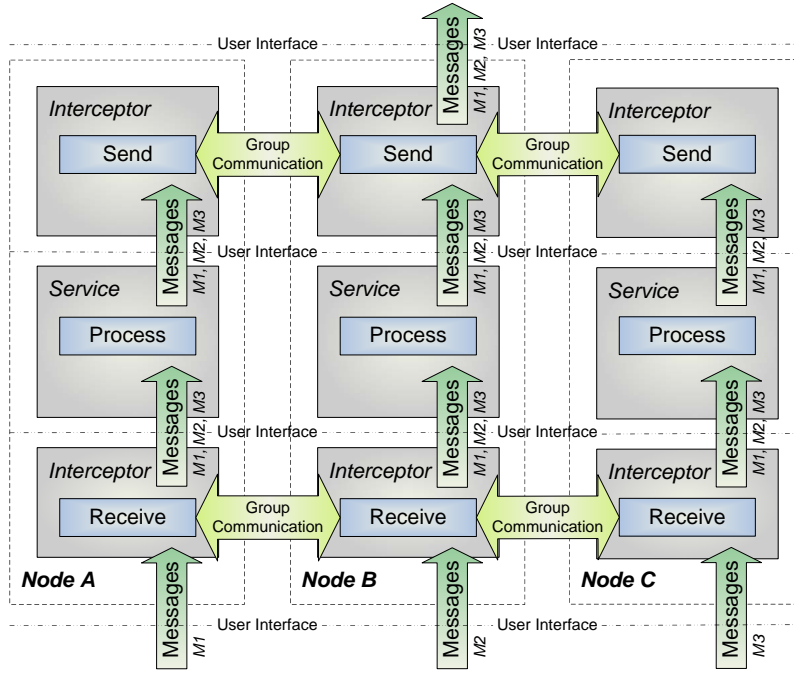 Messages
M1, M2, M3
User Interface
User Interface
Interceptor
Interceptor
Interceptor
Send
Group
Communication
Send
Group
Communication
Send
Messages
M1, M2, M3
Messages
M1, M2, M3
Messages
M1, M2, M3
User Interface
User Interface
Service
Service
Service
Process
Process
Process
Messages
M1, M2, M3
Messages
M1, M2, M3
Messages
M1, M2, M3
User Interface
User Interface
Interceptor
Interceptor
Interceptor
Receive
Group
Communication
Receive
Group
Communication
Receive
Node A
Node B
Node C
Messages
M1
Messages
M2
Messages
M3
User Interface
User Interface